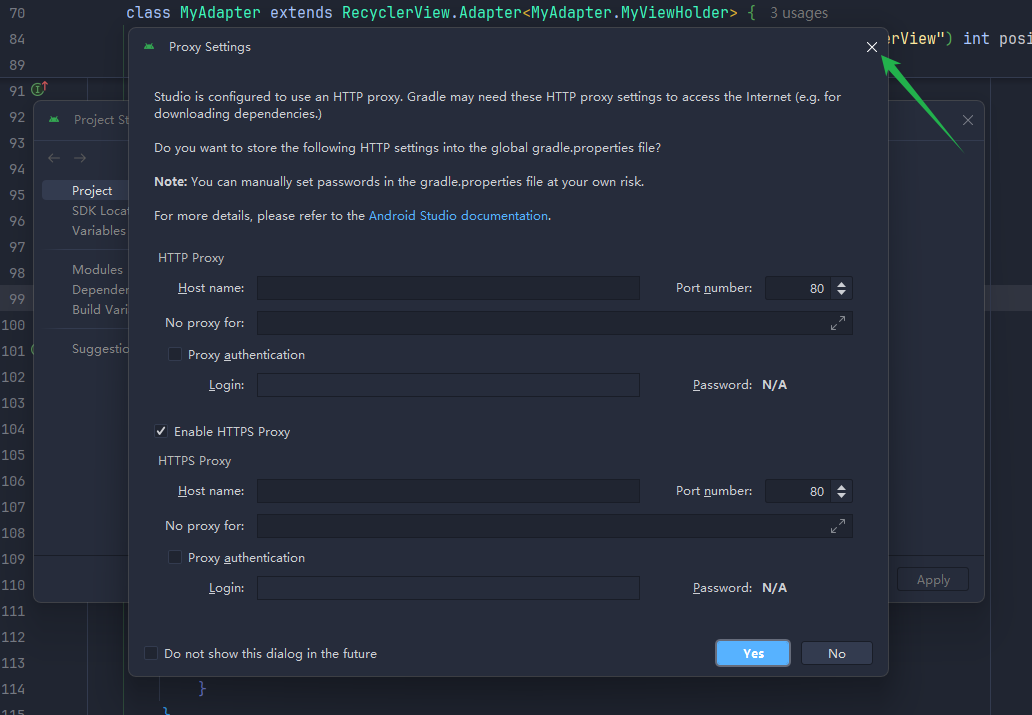 70
class MyAdapter extends RecyclerView.Adapter<MyAdapter.MyViewHolder> { 3 usages
84
erView") int posi
89
91
92
93
94
95
96
97
98
99
100
101
102
103
104
105
106
107
108
109
110
111
112
113
114
115
Project St
Project
SDK Locat
Variables
Modules
Depender
Build Vari
Suggestio
Apply
Proxy Settings
Studio is configured to use an HTTP proxy. Gradle may need these HTTP proxy settings to access the Internet (e.g. for
downloading dependencies.)
Do you want to store the following HTTP settings into the global gradle.properties file?
Note: You can manually set passwords in the gradle.properties file at your own risk.
For more details, please refer to the Android Studio documentation.
HTTP Proxy
Host name: Port number: 80
No proxy for:
Proxy authentication
Login: Password: N/A
Enable HTTPS Proxy
HTTPS Proxy
Host name: Port number: 80
No proxy for:
Proxy authentication
Login: Password: N/A
Do not show this dialog in the future Yes No
}
}